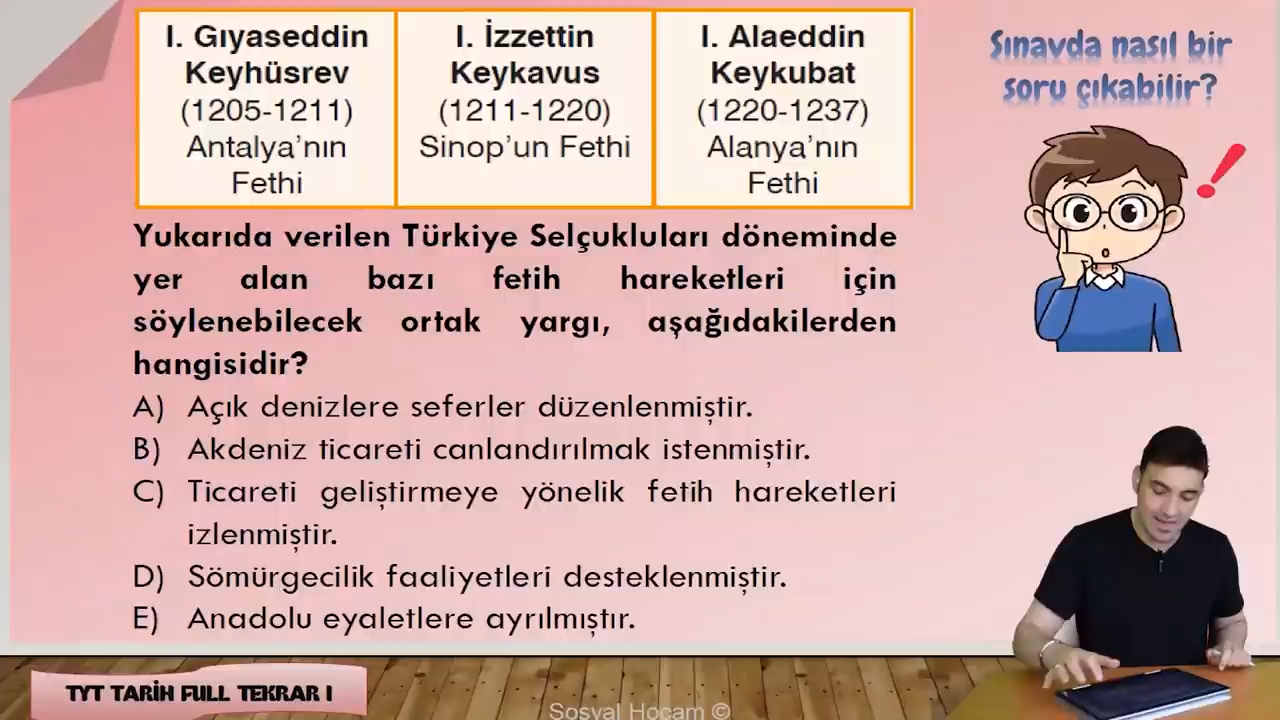 I. Gıyaseddin Keyhüsrev
(1205-1211)
Antalya’nın Fethi
I. İzzettin Keykavus
(1211-1220)
Sinop’un Fethi
I. Alaeddin Keykubat
(1220-1237)
Alanya’nın Fethi
Sınavda nasıl bir
soru çıkabilir?
Yukarıda verilen Türkiye Selçukluları döneminde
yer alan bazı fetih hareketleri için
söylenebilecek ortak yargı, aşağıdakilerden
hangisidir?
A) Açık denizlere seferler düzenlenmiştir.
B) Akdeniz ticareti canlandırılmak istenmiştir.
C) Ticareti geliştirmeye yönelik fetih hareketleri
izlenmiştir.
D) Sömürgecilik faaliyetleri desteklenmiştir.
E) Anadolu eyaletlere ayrılmıştır.
TYT TARİH FULL TEKRAR I
Sosyal Hocam ©